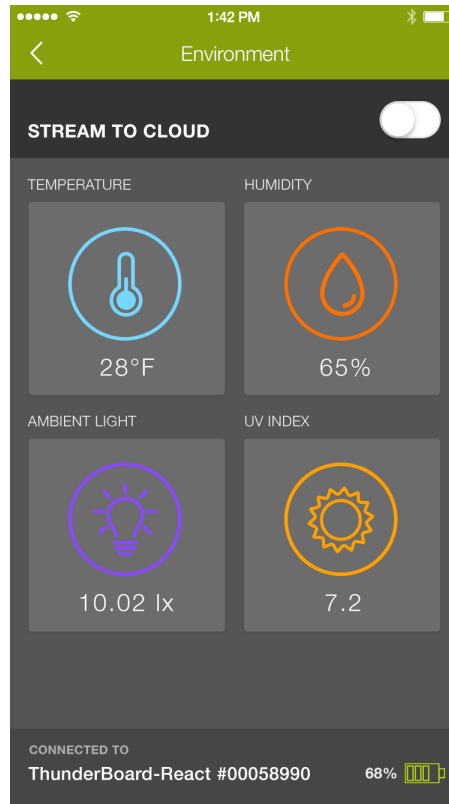 1:42 PM
Environment
STREAM TO CLOUD
TEMPERATURE HUMIDITY
28°F 65%
AMBIENT LIGHT UV INDEX
10.02 lx 7.2
CONNECTED TO
ThunderBoard-React #00058990 68%